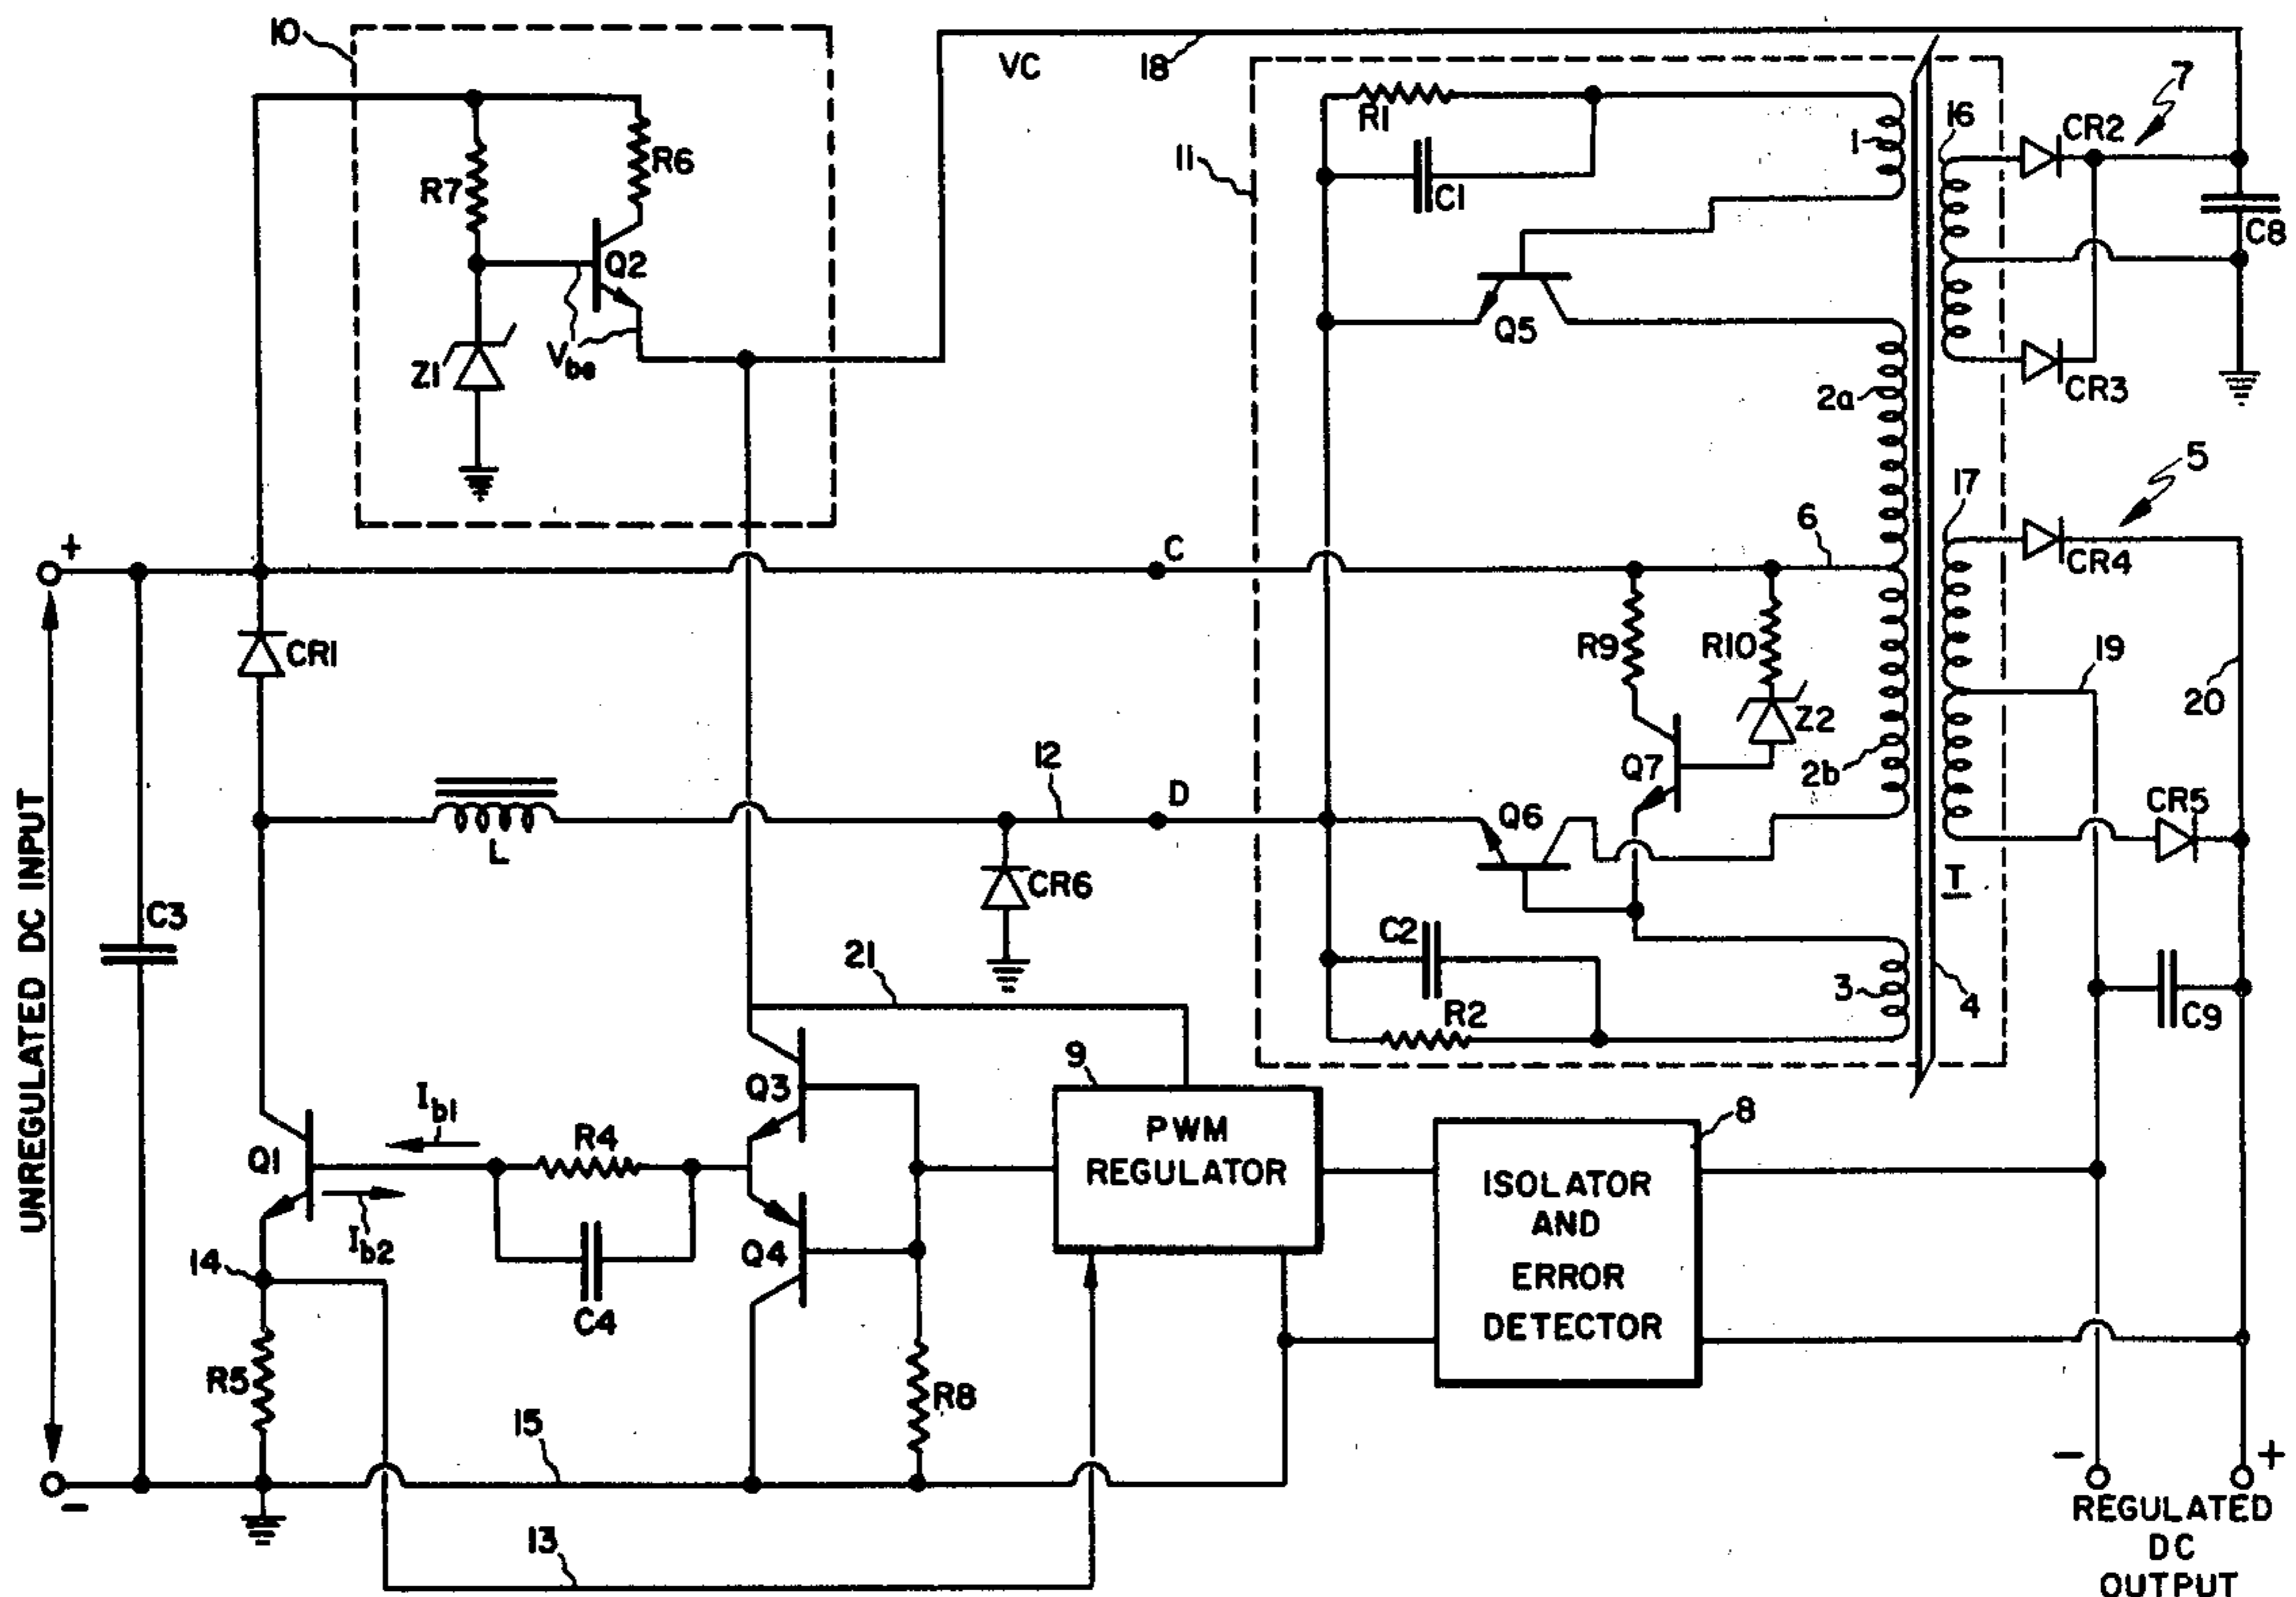 10
VC
18
7
R1
1
16
CR2
R6
R7
11
C1
C8
Q2
Q5
Z1
Vbe
2a
CR3
17
5
+
C
6
CR4
CR1
R9
R10
19
Z2
20
12
Q7
2b
D
Q6
CR5
L
CR6
T
UNREGULATED DC INPUT
C3
C2
21
3
4
R2
C9
9
Q3
8
Ib1
R4
PWM
REGULATOR
Q1
ISOLATOR
AND
ERROR
DETECTOR
Ib2
Q4
14
C4
R5
R8
15
−
−
+
REGULATED
DC
OUTPUT
13